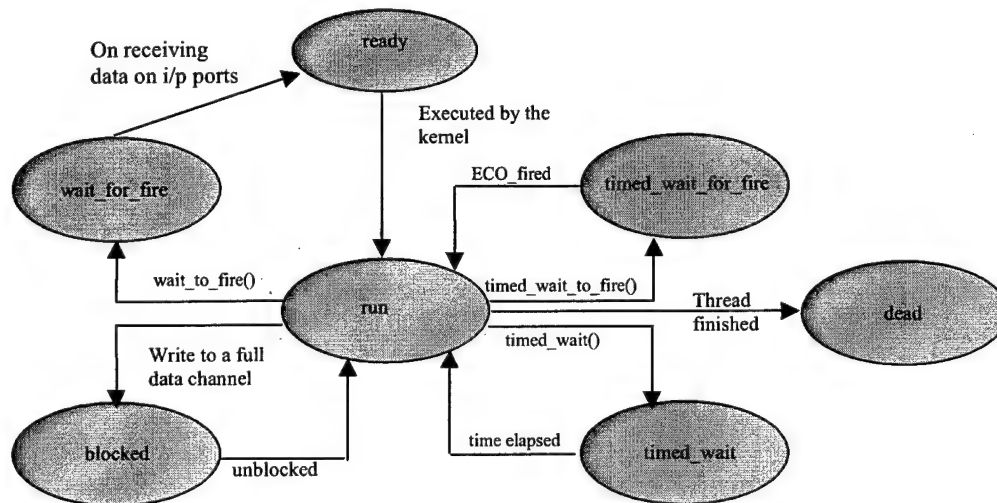 ready
On receiving
data on i/p ports
Executed by the
kernel
wait_for_fire
ECO_fired
timed_wait_for_fire
wait_to_fire()
timed_wait_to_fire()
run
Thread
finished
dead
timed_wait()
Write to a full
data channel
blocked
unblocked
time elapsed
timed_wait